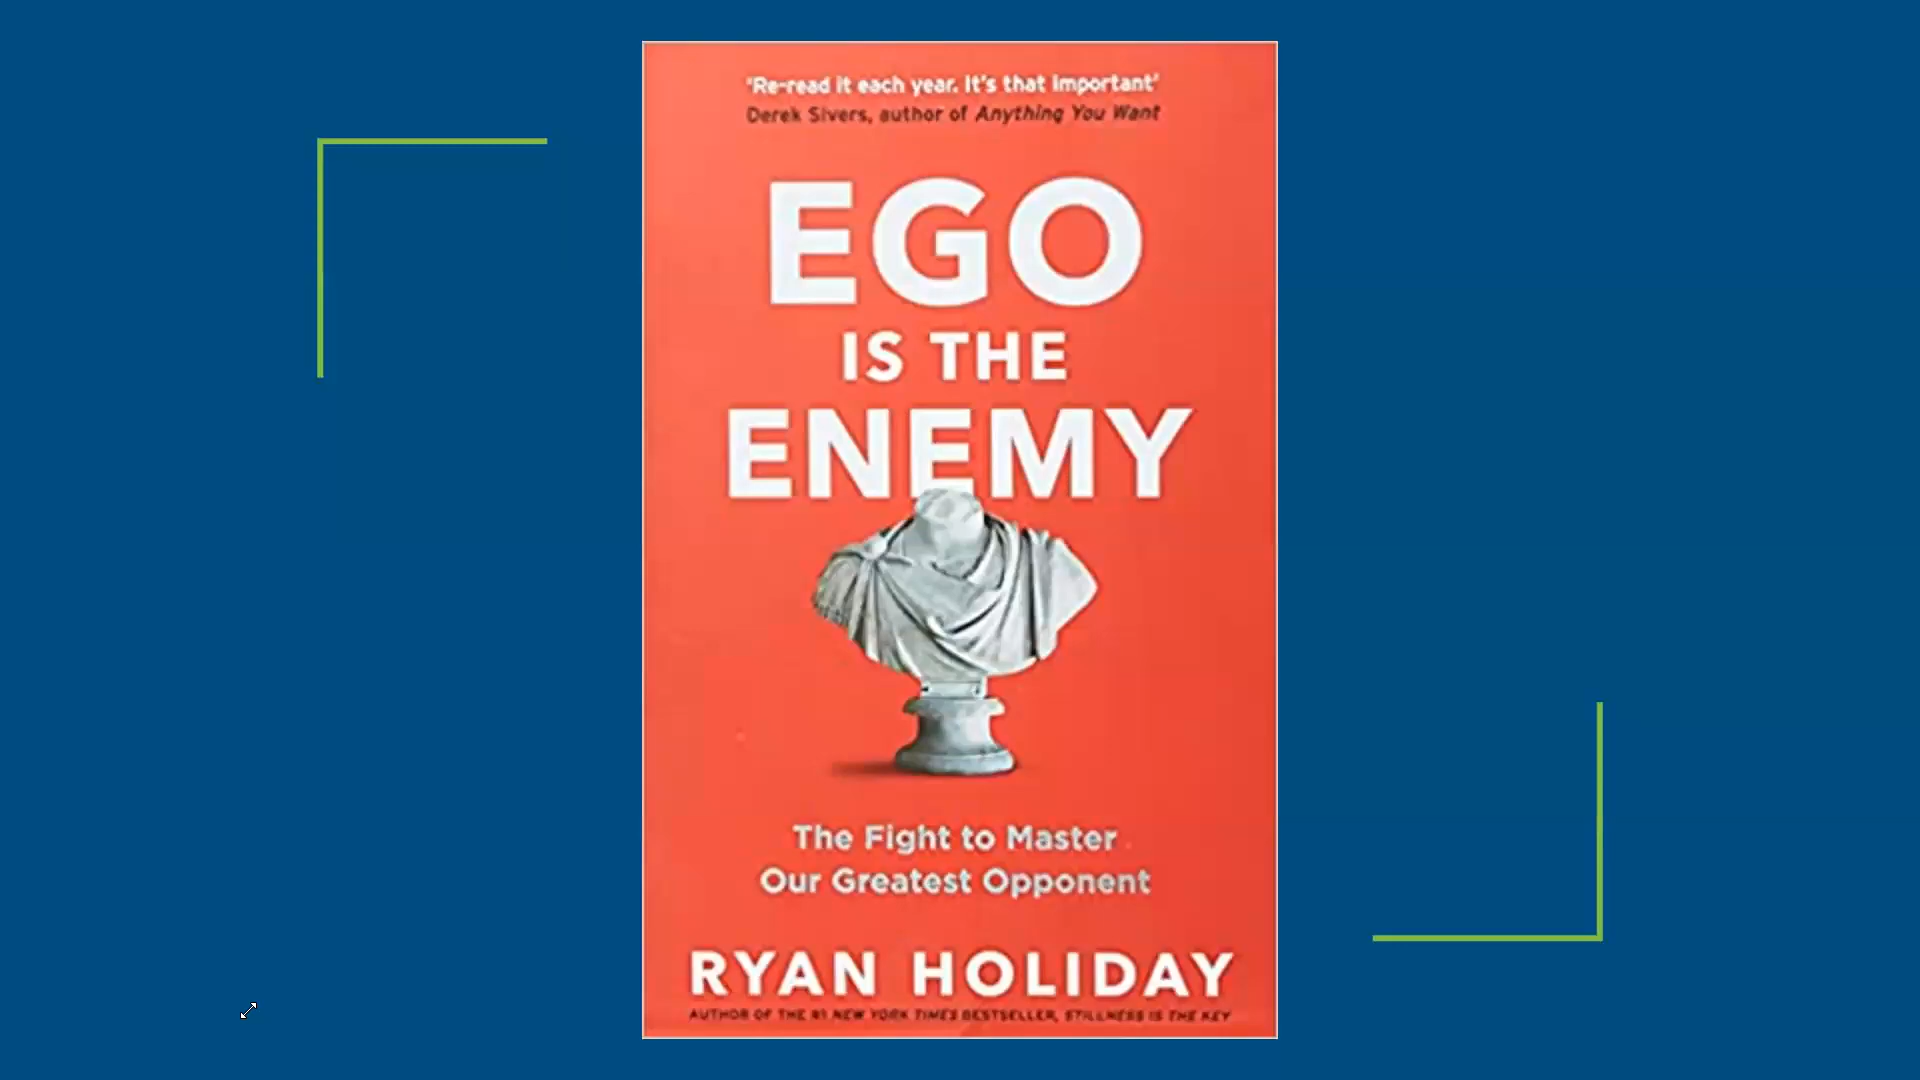 'Re-read it each year. It's that important'
Derek Sivers, author of Anything You Want
EGO
IS THE
ENEMY
The Fight to Master
Our Greatest Opponent
RYAN HOLIDAY
AUTHOR OF THE #1 NEW YORK TIMES BESTSELLER, STILLNESS IS THE KEY